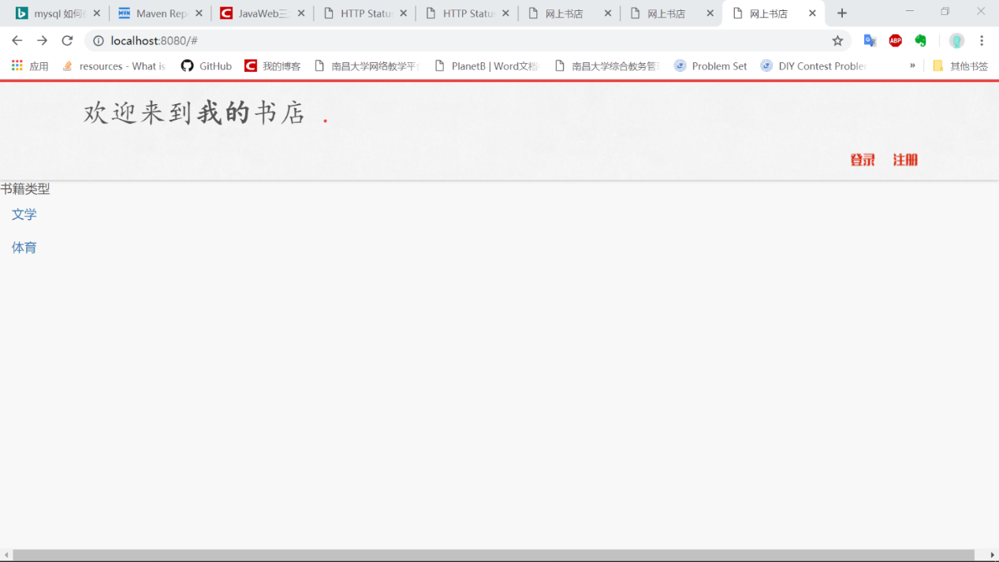 mysql 如何
Maven Rep
JavaWeb三
HTTP Statu
HTTP Statu
网上书店
网上书店
网上书店
localhost:8080/#
ABP
应用
resources - What is
GitHub
我的博客
南昌大学网络教学平
PlanetB | Word文档
南昌大学综合教务管
Problem Set
DIY Contest Probler
»
其他书签
欢迎来到我的书店 .
登录 注册
书籍类型
文学
体育